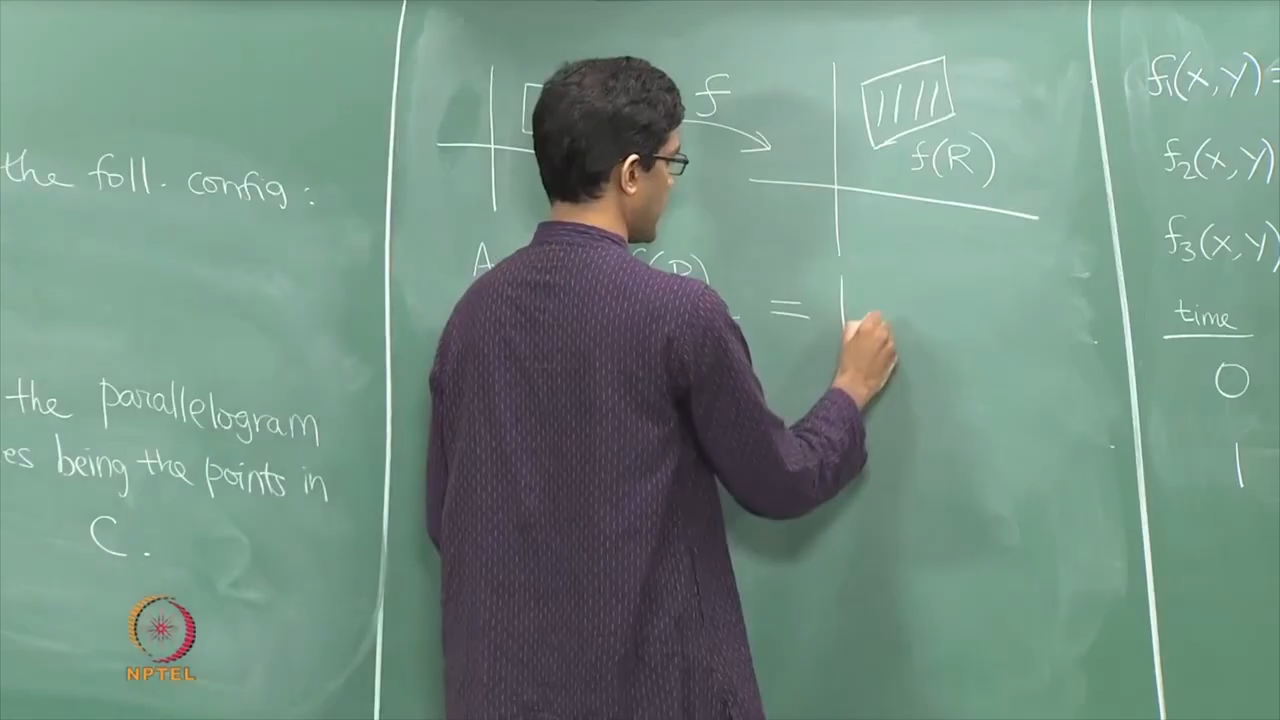 the foll. config:
the parallelogram
es being the points in
C.
f
f(R)
A
=
f1(x,y) =
f2(x,y)
f3(x,y)
time
0
1
NPTEL